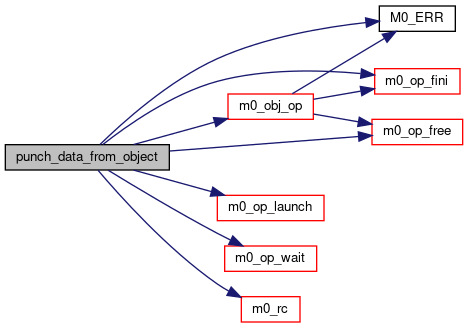 M0_ERR
m0_op_fini
m0_obj_op
m0_op_free
punch_data_from_object
m0_op_launch
m0_op_wait
m0_rc